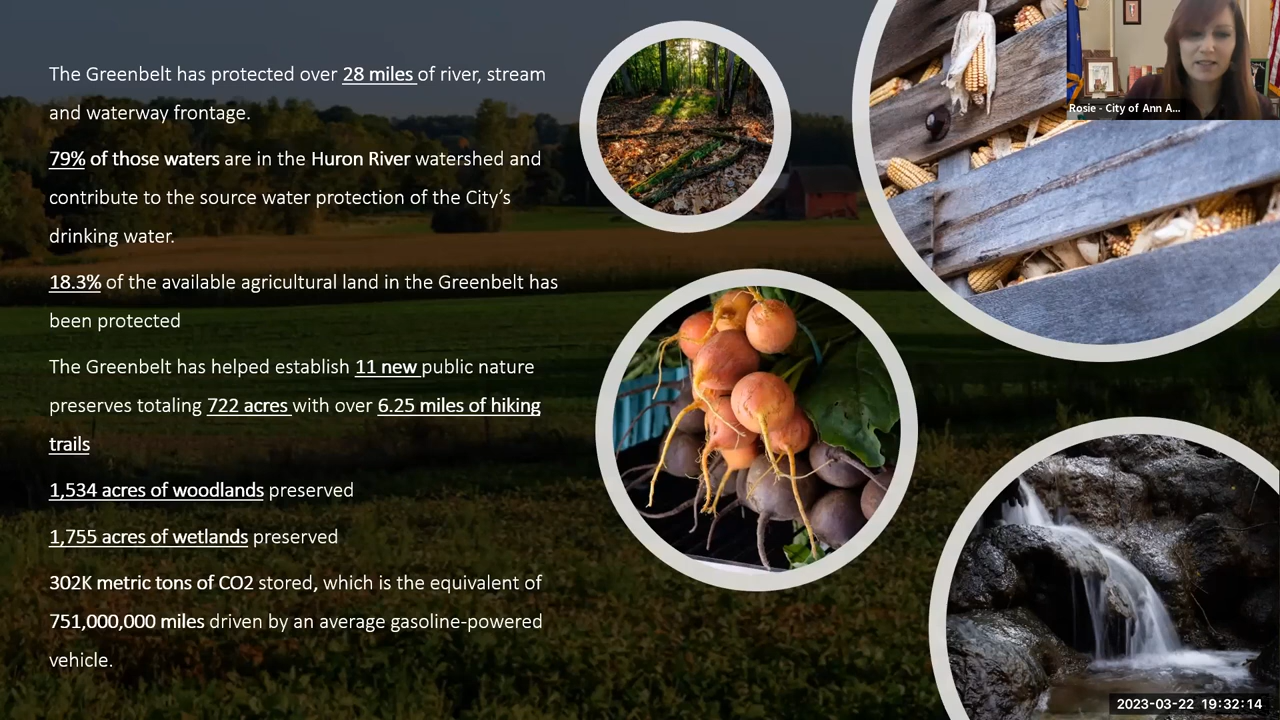 The Greenbelt has protected over 28 miles of river, stream
and waterway frontage.
79% of those waters are in the Huron River watershed and
contribute to the source water protection of the City's
drinking water.
18.3% of the available agricultural land in the Greenbelt has
been protected
The Greenbelt has helped establish 11 new public nature
preserves totaling 722 acres with over 6.25 miles of hiking
trails
1,534 acres of woodlands preserved
1,755 acres of wetlands preserved
302K metric tons of CO2 stored, which is the equivalent of
751,000,000 miles driven by an average gasoline-powered
vehicle.
Rosie - City of Ann A...
2023-03-22 19:32:14